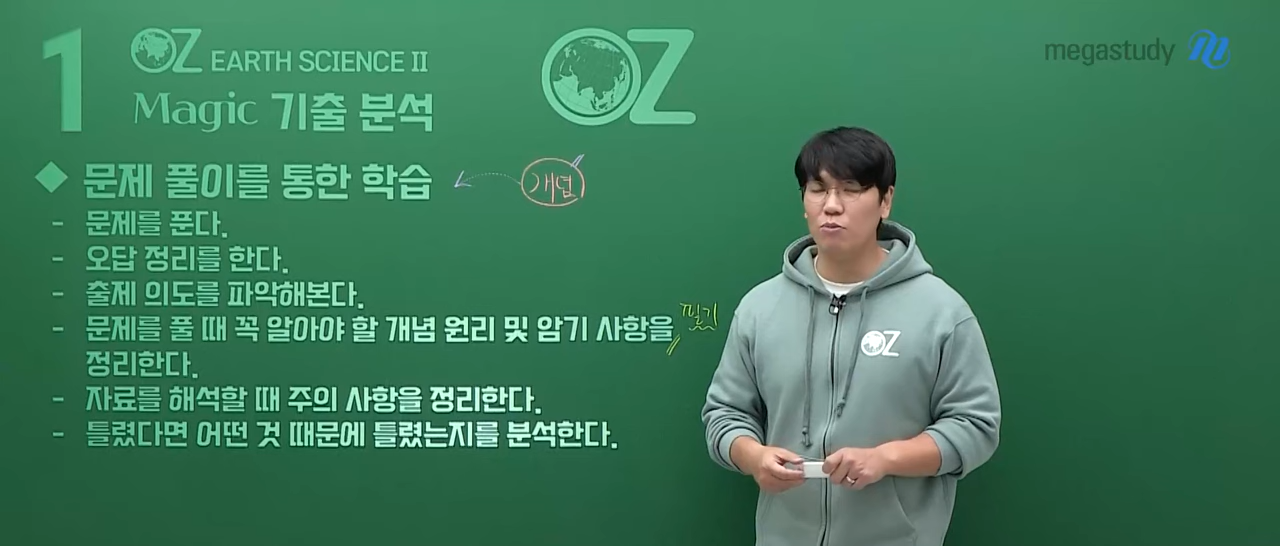 1
OZ EARTH SCIENCE II
Magic 기출 분석
OZ
megastudy
문제 풀이를 통한 학습
개념
- 문제를 푼다.
- 오답 정리를 한다.
- 출제 의도를 파악해본다.
필기
- 문제를 풀 때 꼭 알아야 할 개념 원리 및 암기 사항을
정리한다.
- 자료를 해석할 때 주의 사항을 정리한다.
- 틀렸다면 어떤 것 때문에 틀렸는지를 분석한다.
OZ